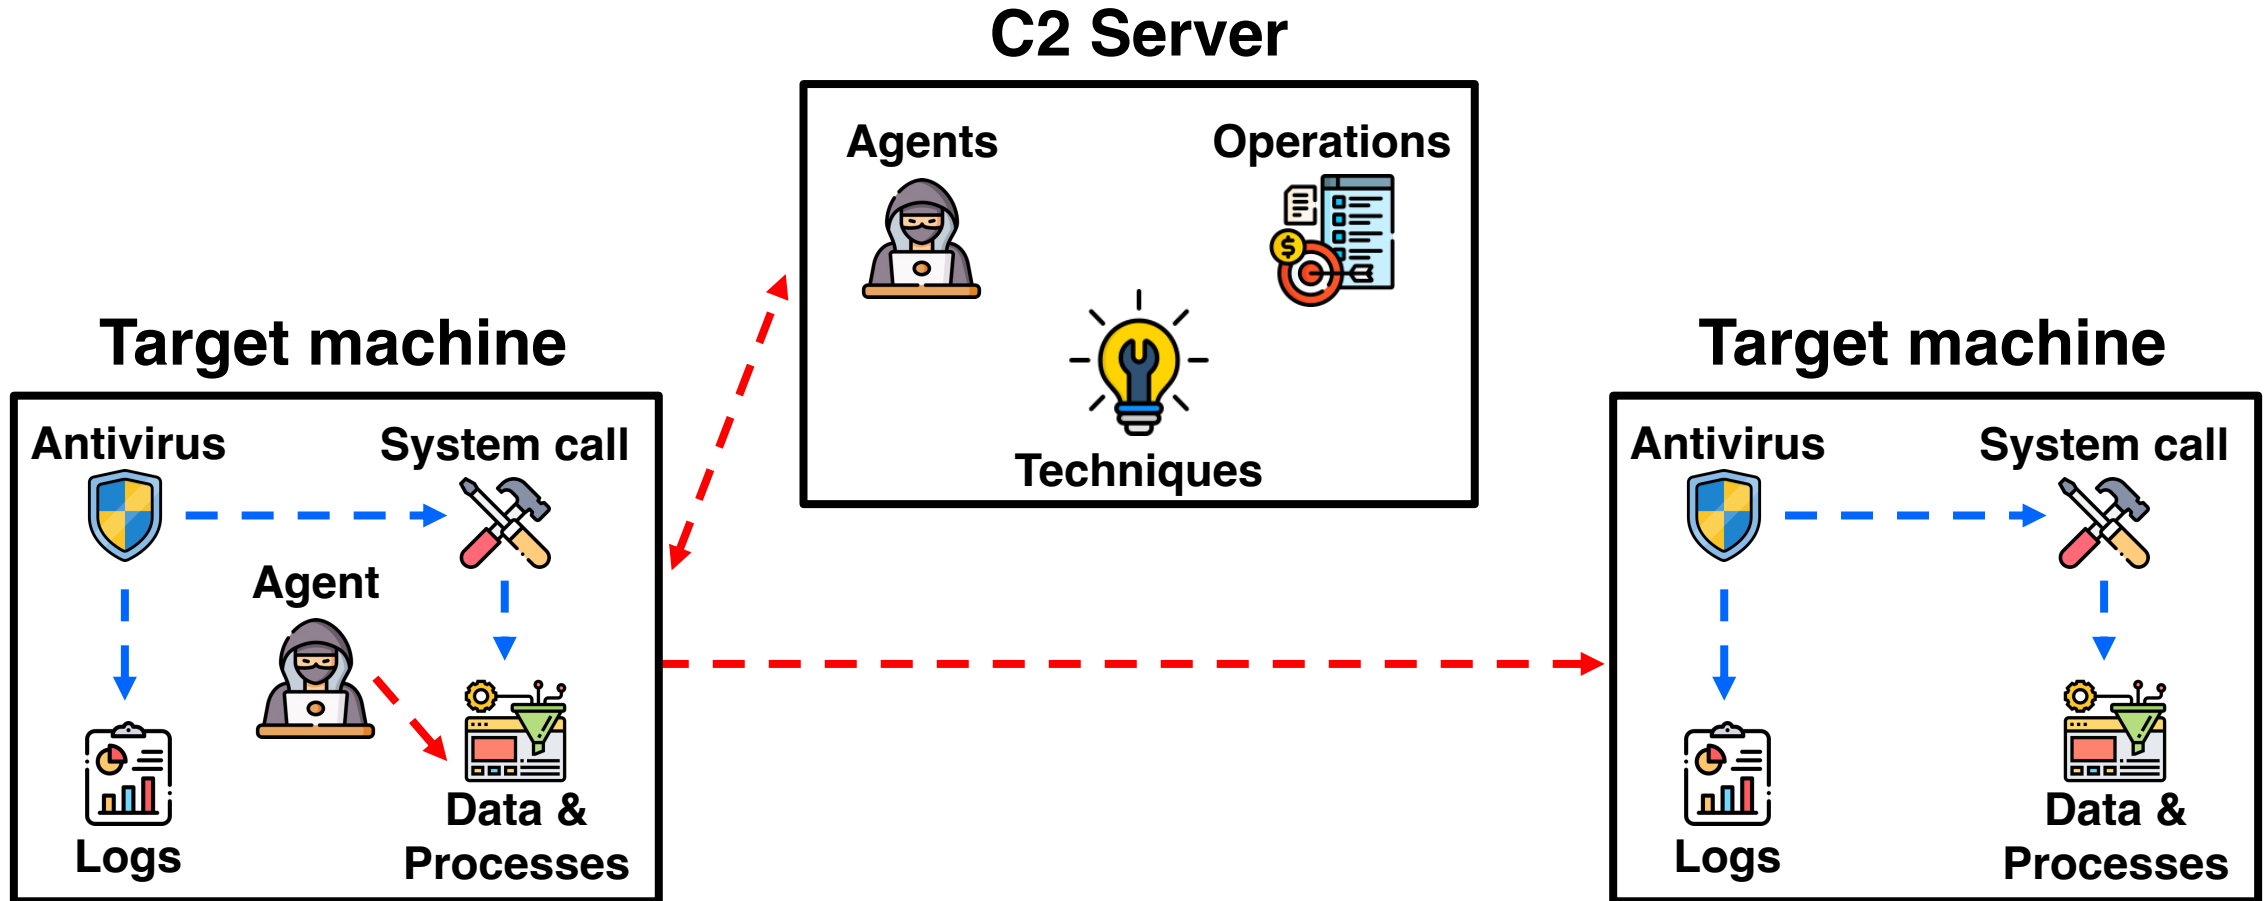 C2 Server
Agents
Operations
Techniques
Target machine
Antivirus
System call
Agent
Logs
Data &
Processes
Target machine
Antivirus
System call
Logs
Data &
Processes